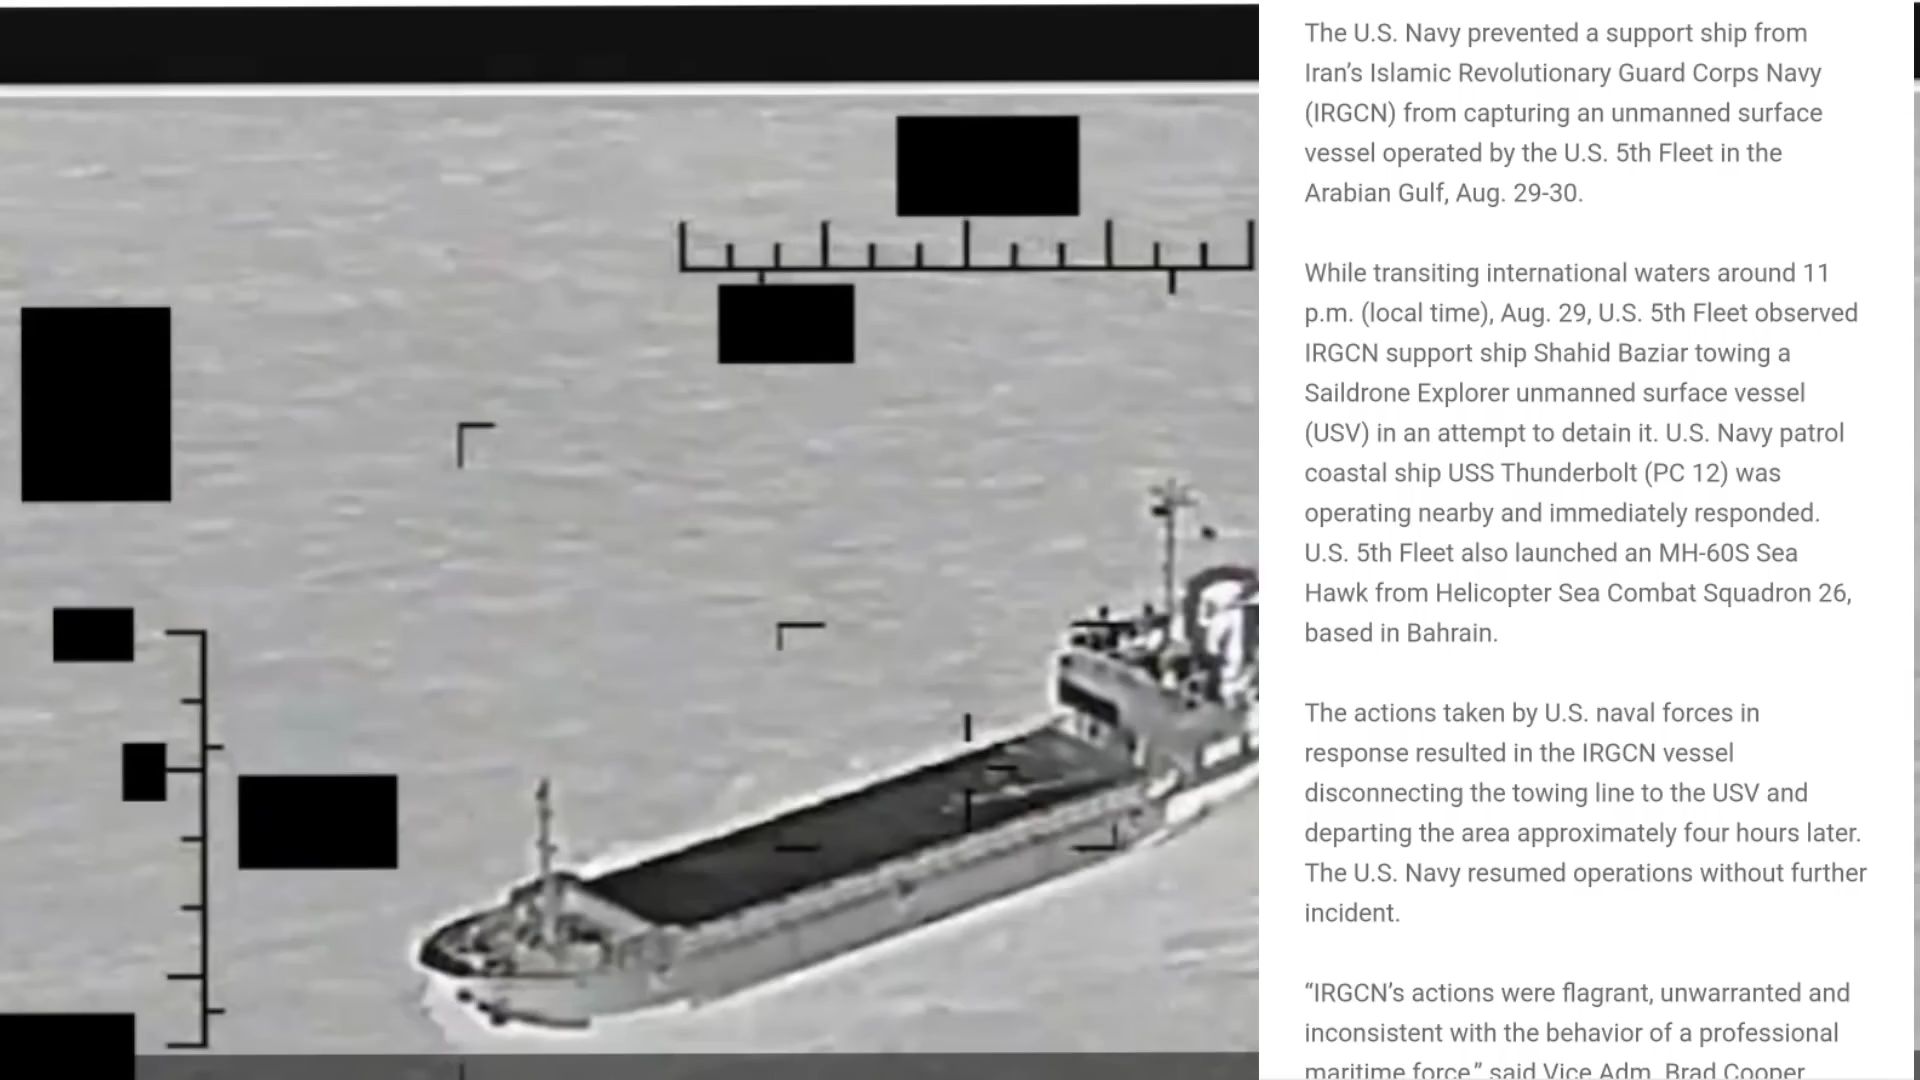 The U.S. Navy prevented a support ship from
Iran’s Islamic Revolutionary Guard Corps Navy
(IRGCN) from capturing an unmanned surface
vessel operated by the U.S. 5th Fleet in the
Arabian Gulf, Aug. 29-30.
While transiting international waters around 11
p.m. (local time), Aug. 29, U.S. 5th Fleet observed
IRGCN support ship Shahid Baziar towing a
Saildrone Explorer unmanned surface vessel
(USV) in an attempt to detain it. U.S. Navy patrol
coastal ship USS Thunderbolt (PC 12) was
operating nearby and immediately responded.
U.S. 5th Fleet also launched an MH-60S Sea
Hawk from Helicopter Sea Combat Squadron 26,
based in Bahrain.
The actions taken by U.S. naval forces in
response resulted in the IRGCN vessel
disconnecting the towing line to the USV and
departing the area approximately four hours later.
The U.S. Navy resumed operations without further
incident.
“IRGCN’s actions were flagrant, unwarranted and
inconsistent with the behavior of a professional
maritime force,” said Vice Adm. Brad Cooper,